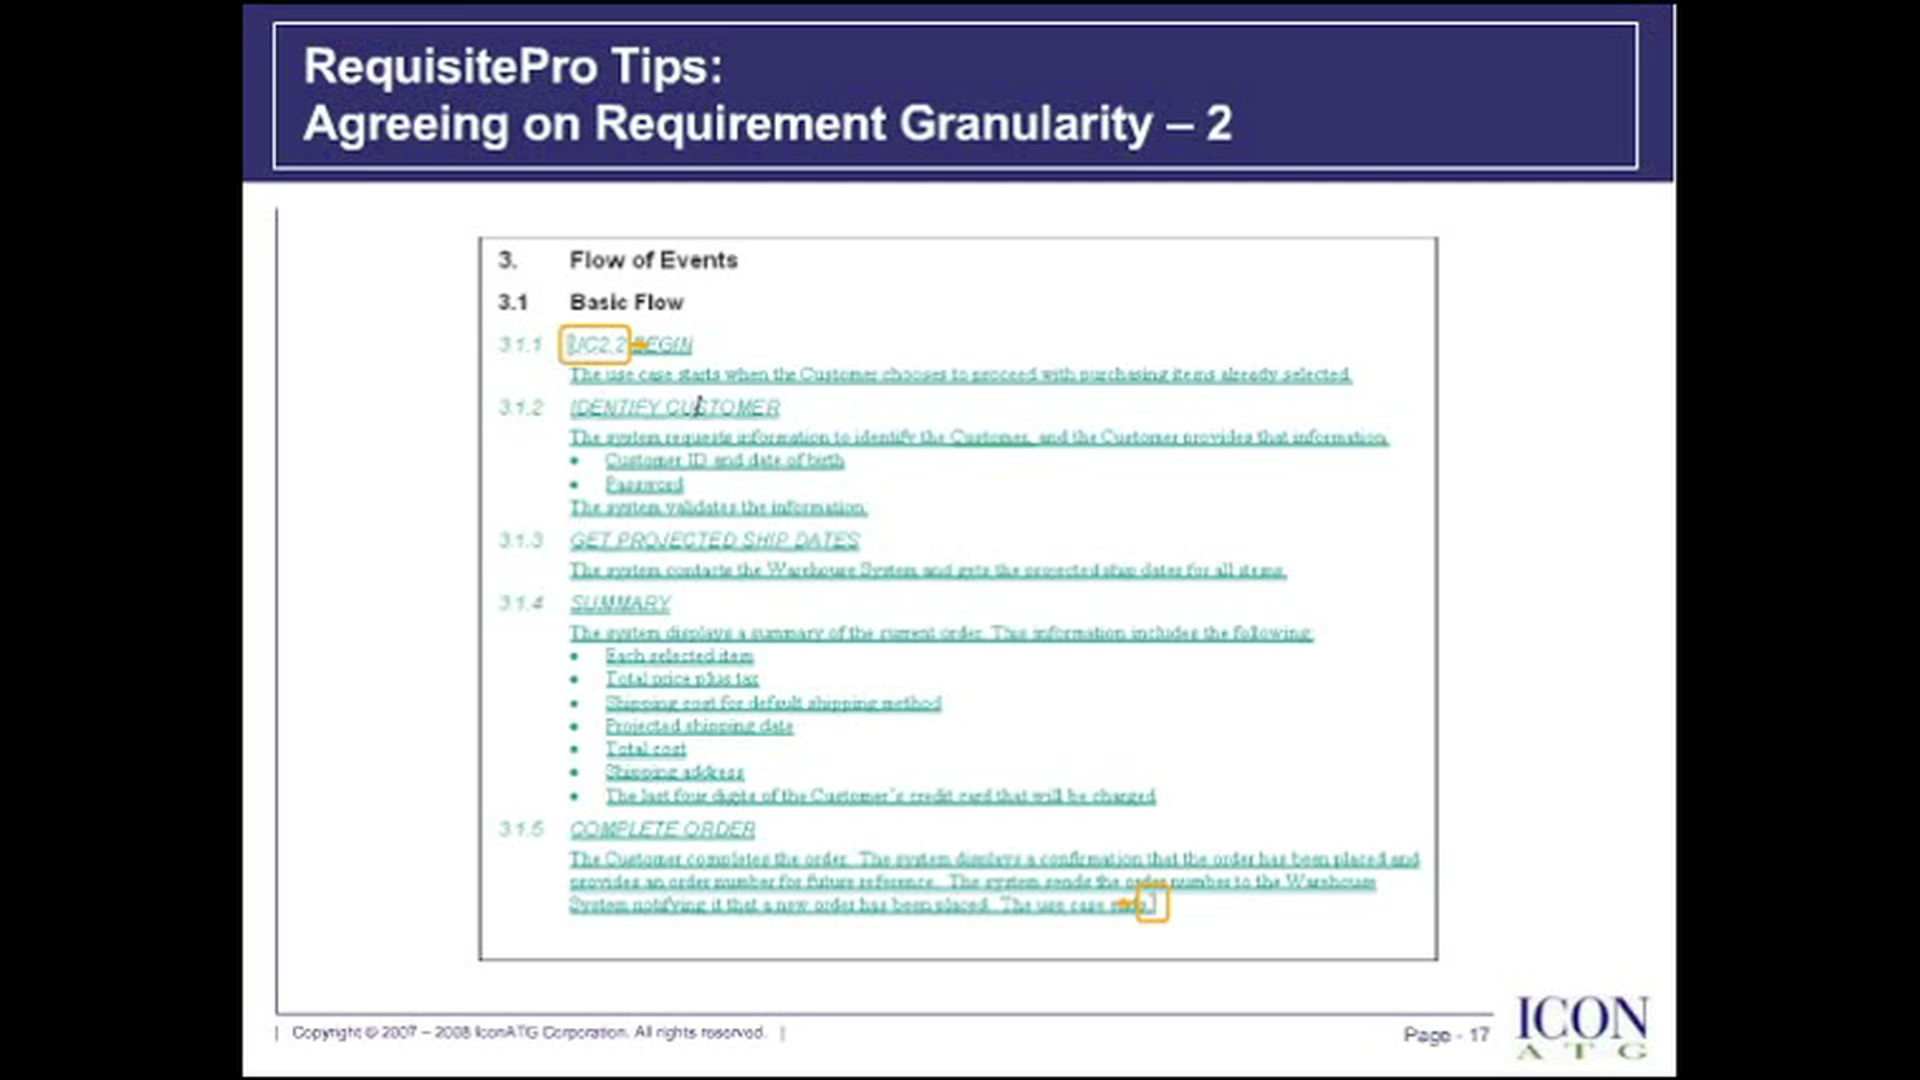 RequisitePro Tips:
Agreeing on Requirement Granularity – 2
3. Flow of Events
3.1 Basic Flow
3.1.1 [UC2.2 BEGIN
The use case starts when the Customer chooses to proceed with purchasing items already selected.
3.1.2 IDENTIFY CUSTOMER
The system requests information to identify the Customer, and the Customer provides that information.
• Customer ID and date of birth
• Password
The system validates the information.
3.1.3 GET PROJECTED SHIP DATES
The system contacts the Warehouse System and gets the projected ship dates for all items.
3.1.4 SUMMARY
The system displays a summary of the current order. This information includes the following:
• Each selected item
• Total price plus tax
• Shipping cost for default shipping method
• Projected shipping date
• Total cost
• Shipping address
• The last four digits of the Customer's credit card that will be charged
3.1.5 COMPLETE ORDER
The Customer completes the order. The system displays a confirmation that the order has been placed and
provides an order number for future reference. The system sends the order number to the Warehouse
System notifying it that a new order has been placed. The use case ends.]
| Copyright © 2007 – 2008 IconATG Corporation. All rights reserved. |
Page - 17
ICON
ATG